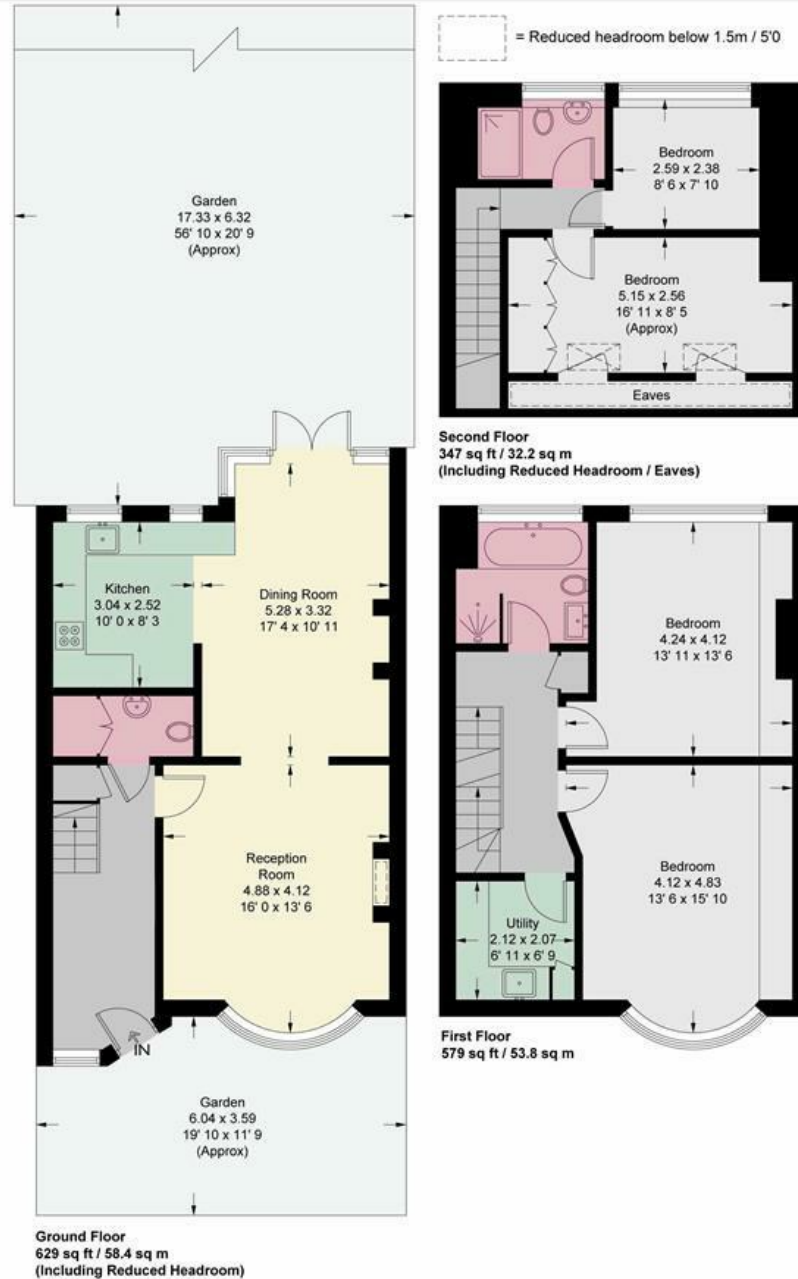 = Reduced headroom below 1.5m / 5'0
Garden
17.33 x 6.32
56' 10 x 20' 9
(Approx)
Bedroom
2.59 x 2.38
8' 6 x 7' 10
Bedroom
5.15 x 2.56
16' 11 x 8' 5
(Approx)
Eaves
Second Floor
347 sq ft / 32.2 sq m
(Including Reduced Headroom / Eaves)
Kitchen
3.04 x 2.52
10' 0 x 8' 3
Dining Room
5.28 x 3.32
17' 4 x 10' 11
Reception
Room
4.88 x 4.12
16' 0 x 13' 6
IN
Garden
6.04 x 3.59
19' 10 x 11' 9
(Approx)
Ground Floor
629 sq ft / 58.4 sq m
(Including Reduced Headroom)
Bedroom
4.24 x 4.12
13' 11 x 13' 6
Bedroom
4.12 x 4.83
13' 6 x 15' 10
Utility
2.12 x 2.07
6' 11 x 6' 9
First Floor
579 sq ft / 53.8 sq m